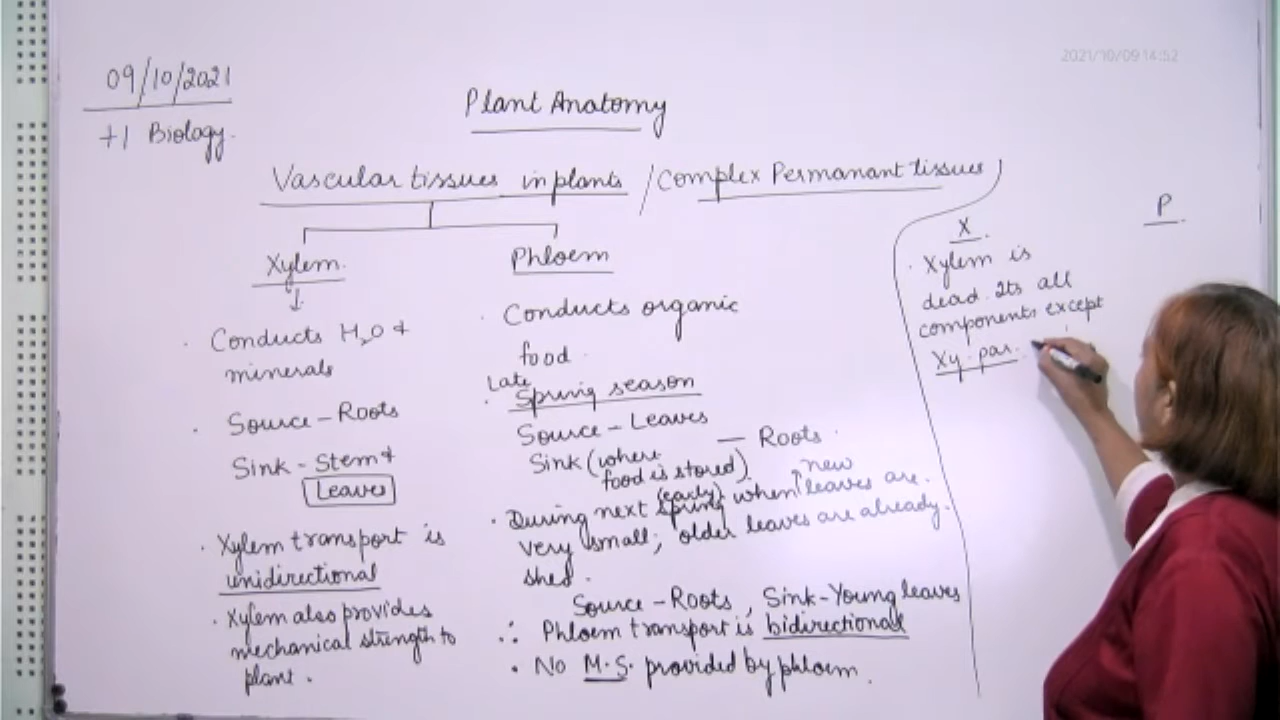 2021/10/09 14:52
09/10/2021
+1 Biology.
Plant Anatomy
Vascular tissues in plants / Complex Permanant tissues
Xylem.
↓
. Conducts H2O &
minerals
. Source - Roots
Sink - Stem &
Leaves
. Xylem transport is
unidirectional
. Xylem also provides
mechanical strength to
plant .
Phloem
. Conducts organic
food .
Late
. Spring season
Source - Leaves
Sink (where
food is stored) — Roots .
. During next (early) spring when ↑ new leaves are .
very small; older leaves are already .
shed .
Source - Roots , Sink - Young leaves
∴ Phloem transport is bidirectional
. No M.S. provided by phloem .
X .
. Xylem is
dead. Its all
components except
Xy. par.
P .